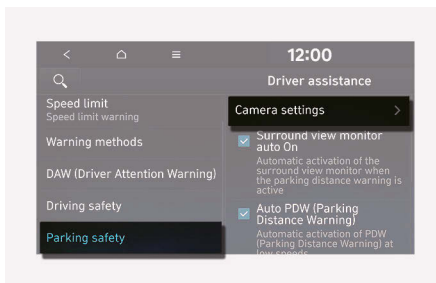 12:00
Driver assistance
Speed limit
Speed limit warning
Warning methods
DAW (Driver Attention Warning)
Driving safety
Parking safety
Camera settings
Surround view monitor
auto On
Automatic activation of the
surround view monitor when
the parking distance warning is
active
Auto PDW (Parking
Distance Warning)
Automatic activation of PDW
(Parking Distance Warning) at
low speeds